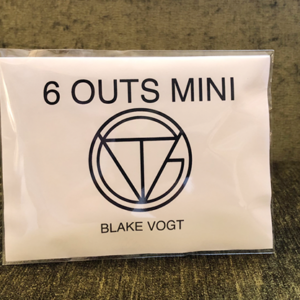 6 OUTS MINI
BLAKE VOGT